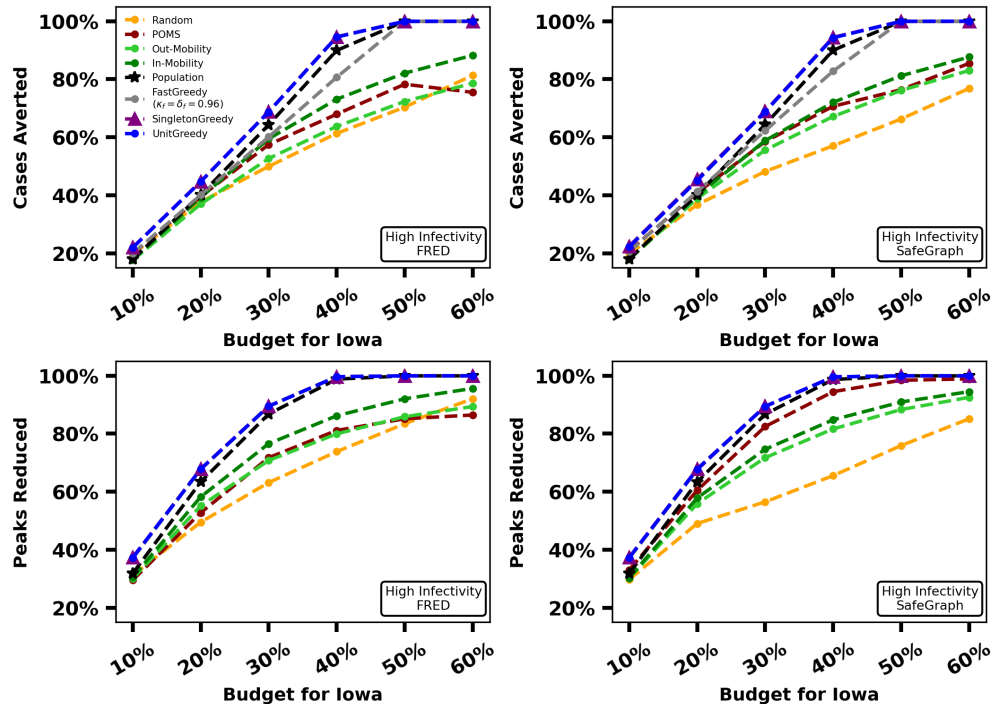 100%
80%
60%
40%
20%
Cases Averted
Random
POMS
Out-Mobility
In-Mobility
Population
FastGreedy
(κf = δf = 0.96)
SingletonGreedy
UnitGreedy
High Infectivity
FRED
10%
20%
30%
40%
50%
60%
Budget for Iowa
100%
80%
60%
40%
20%
Cases Averted
High Infectivity
SafeGraph
10%
20%
30%
40%
50%
60%
Budget for Iowa
100%
80%
60%
40%
20%
Peaks Reduced
High Infectivity
FRED
10%
20%
30%
40%
50%
60%
Budget for Iowa
100%
80%
60%
40%
20%
Peaks Reduced
High Infectivity
SafeGraph
10%
20%
30%
40%
50%
60%
Budget for Iowa